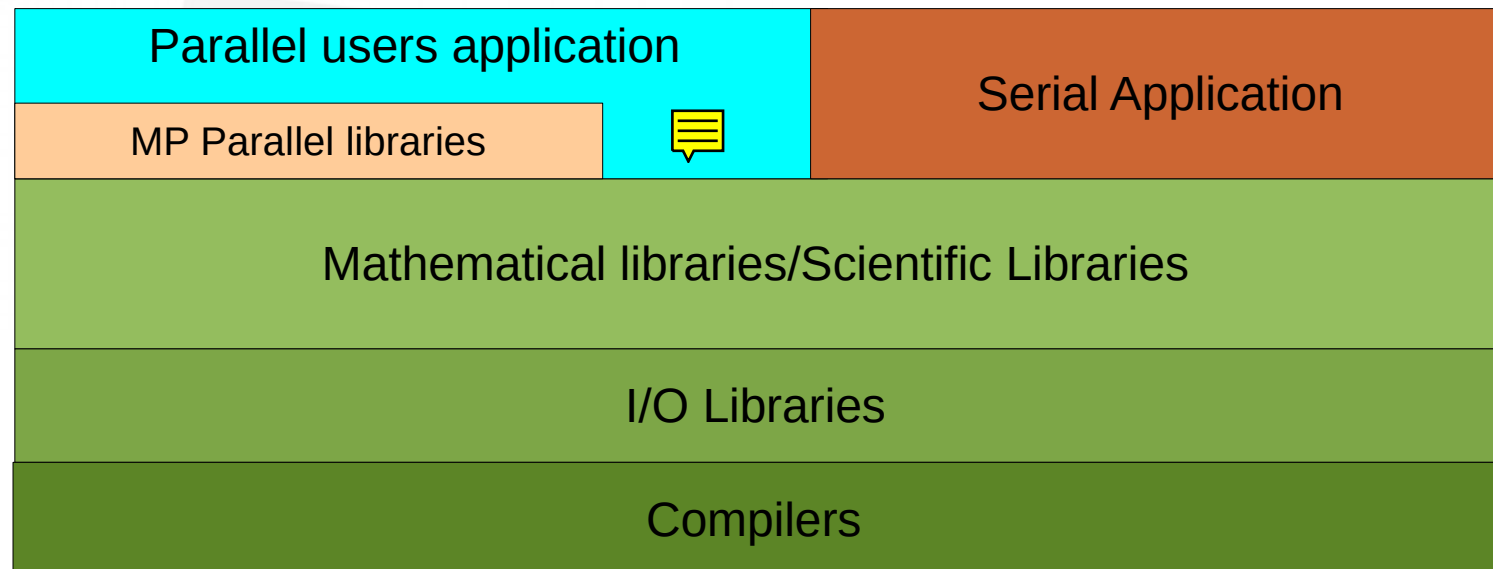 Parallel users application
Serial Application
MP Parallel libraries
Mathematical libraries/Scientific Libraries
I/O Libraries
Compilers